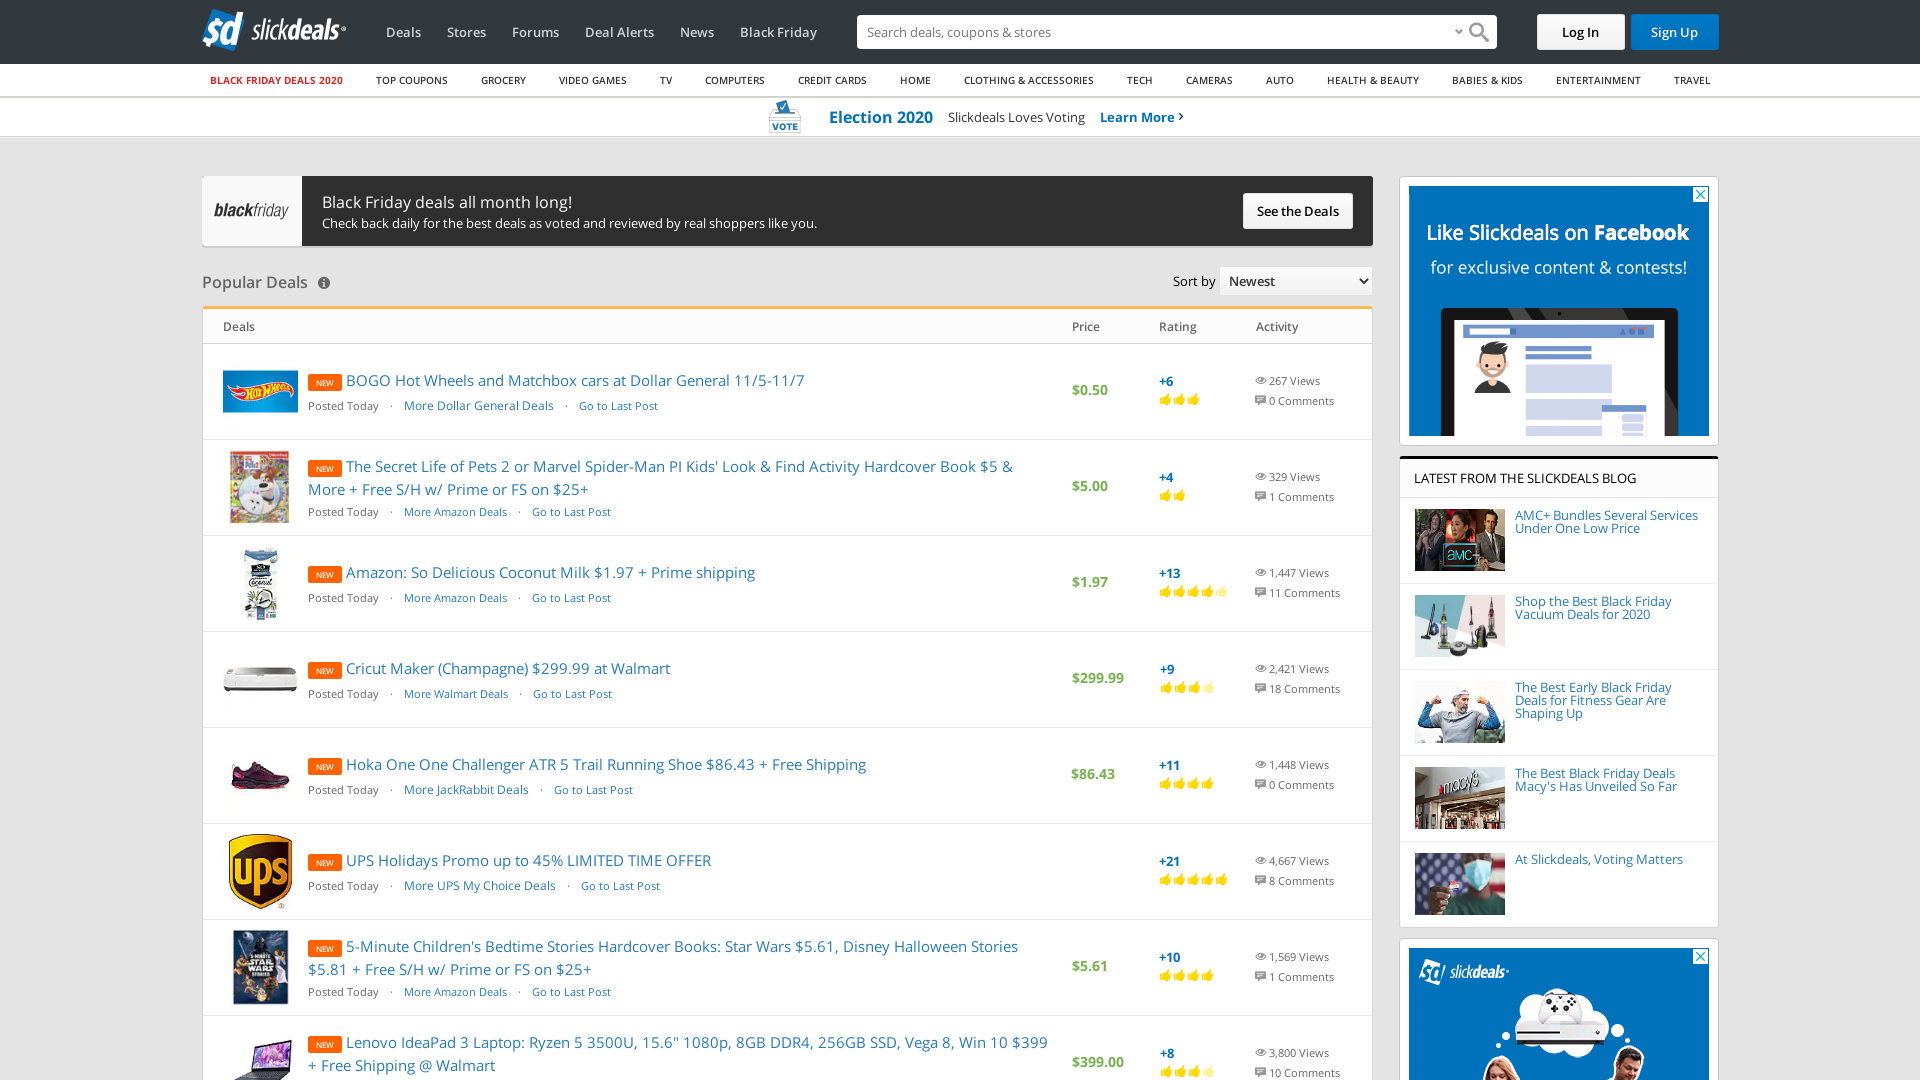 slickdeals
Deals Stores Forums Deal Alerts News Black Friday
Search deals, coupons & shares
Log In
Sign Up
BLACK FRIDAY DEALS 2020 TOP COUPONS GROCERY VIDEO GAMES TV COMPUTERS CREDIT CARDS HOME CLOTHING & ACCESSORIES TECH CAMERAS AUTO HEALTH & BEAUTY BABIES & KIDS ENTERTAINMENT TRAVEL
VOTE
Election 2020 Slickdeals Loves Voting Learn More
blackfriday
Black Friday deals all month long!
Check back daily for the best deals as voted and reviewed by real shoppers like you.
See the Deals
Popular Deals
Sort by Newest
Deals Price Rating Activity
NEW BOGO Hot Wheels and Matchbox cars at Dollar General 11/5-11/7
Posted Today · More Dollar General Deals · Go to Last Post
$0.50
+6
267 Views
0 Comments
NEW The Secret Life of Pets 2 or Marvel Spider-Man PI Kids' Look & Find Activity Hardcover Book $5 &
More + Free S/H w/ Prime or FS on $25+
Posted Today · More Amazon Deals · Go to Last Post
$5.00
+4
329 Views
1 Comments
NEW Amazon: So Delicious Coconut Milk $1.97 + Prime shipping
Posted Today · More Amazon Deals · Go to Last Post
$1.97
+13
1,447 Views
11 Comments
NEW Cricut Maker (Champagne) $299.99 at Walmart
Posted Today · More Walmart Deals · Go to Last Post
$299.99
+9
2,421 Views
18 Comments
NEW Hoka One One Challenger ATR 5 Trail Running Shoe $86.43 + Free Shipping
Posted Today · More JackRabbit Deals · Go to Last Post
$86.43
+11
1,448 Views
0 Comments
ups
NEW UPS Holidays Promo up to 45% LIMITED TIME OFFER
Posted Today · More UPS My Choice Deals · Go to Last Post
+21
4,667 Views
8 Comments
NEW 5-Minute Children's Bedtime Stories Hardcover Books: Star Wars $5.61, Disney Halloween Stories
$5.81 + Free S/H w/ Prime or FS on $25+
Posted Today · More Amazon Deals · Go to Last Post
$5.61
+10
1,569 Views
1 Comments
NEW Lenovo IdeaPad 3 Laptop: Ryzen 5 3500U, 15.6" 1080p, 8GB DDR4, 256GB SSD, Vega 8, Win 10 $399
+ Free Shipping @ Walmart
$399.00
+8
3,800 Views
10 Comments
Like Slickdeals on Facebook
for exclusive content & contests!
LATEST FROM THE SLICKDEALS BLOG
amc+
AMC+ Bundles Several Services
Under One Low Price
Shop the Best Black Friday
Vacuum Deals for 2020
The Best Early Black Friday
Deals for Fitness Gear Are
Shaping Up
macy's
The Best Black Friday Deals
Macy's Has Unveiled So Far
At Slickdeals, Voting Matters
slickdeals